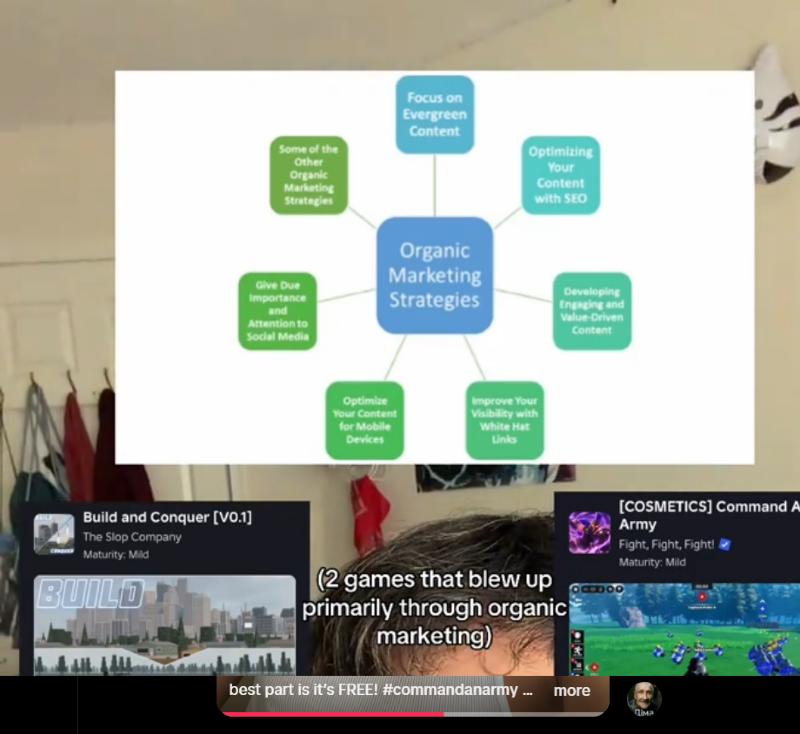 Focus on
Evergreen
Content
Some of the
Other
Organic
Marketing
Strategies
Optimizing
Your
Content
with SEO
Organic
Marketing
Strategies
Give Due
Importance
and
Attention to
Social Media
Developing
Engaging and
Value-Driven
Content
Optimize
Your Content
for Mobile
Devices
Improve Your
Visibility with
White Hat
Links
Build and Conquer [V0.1]
The Slop Company
Maturity: Mild
BUILD
[COSMETICS] Command A
Army
Fight, Fight, Fight!
Maturity: Mild
(2 games that blew up
primarily through organic
marketing)
best part is it's FREE! #commandanarmy ... more